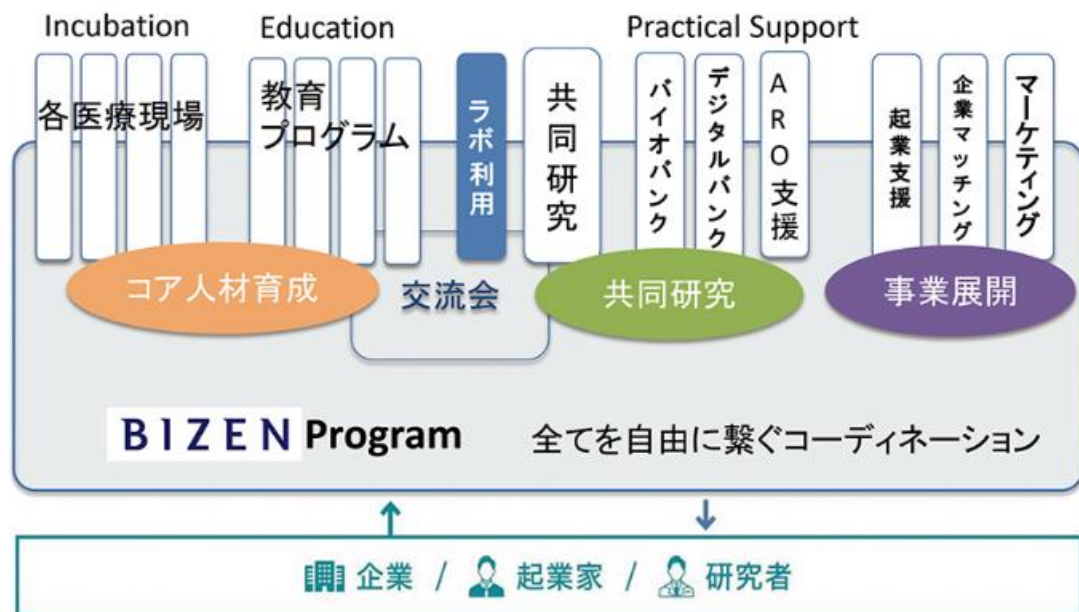 Incubation
Education
Practical Support
各医療現場
教育
プログラム
ラボ利用
共同研究
バイオバンク
デジタルバンク
ARO支援
起業支援
企業マッチング
マーケティング
コア人材育成
交流会
共同研究
事業展開
BIZEN Program
全てを自由に繋ぐコーディネーション
企業 / 起業家 / 研究者